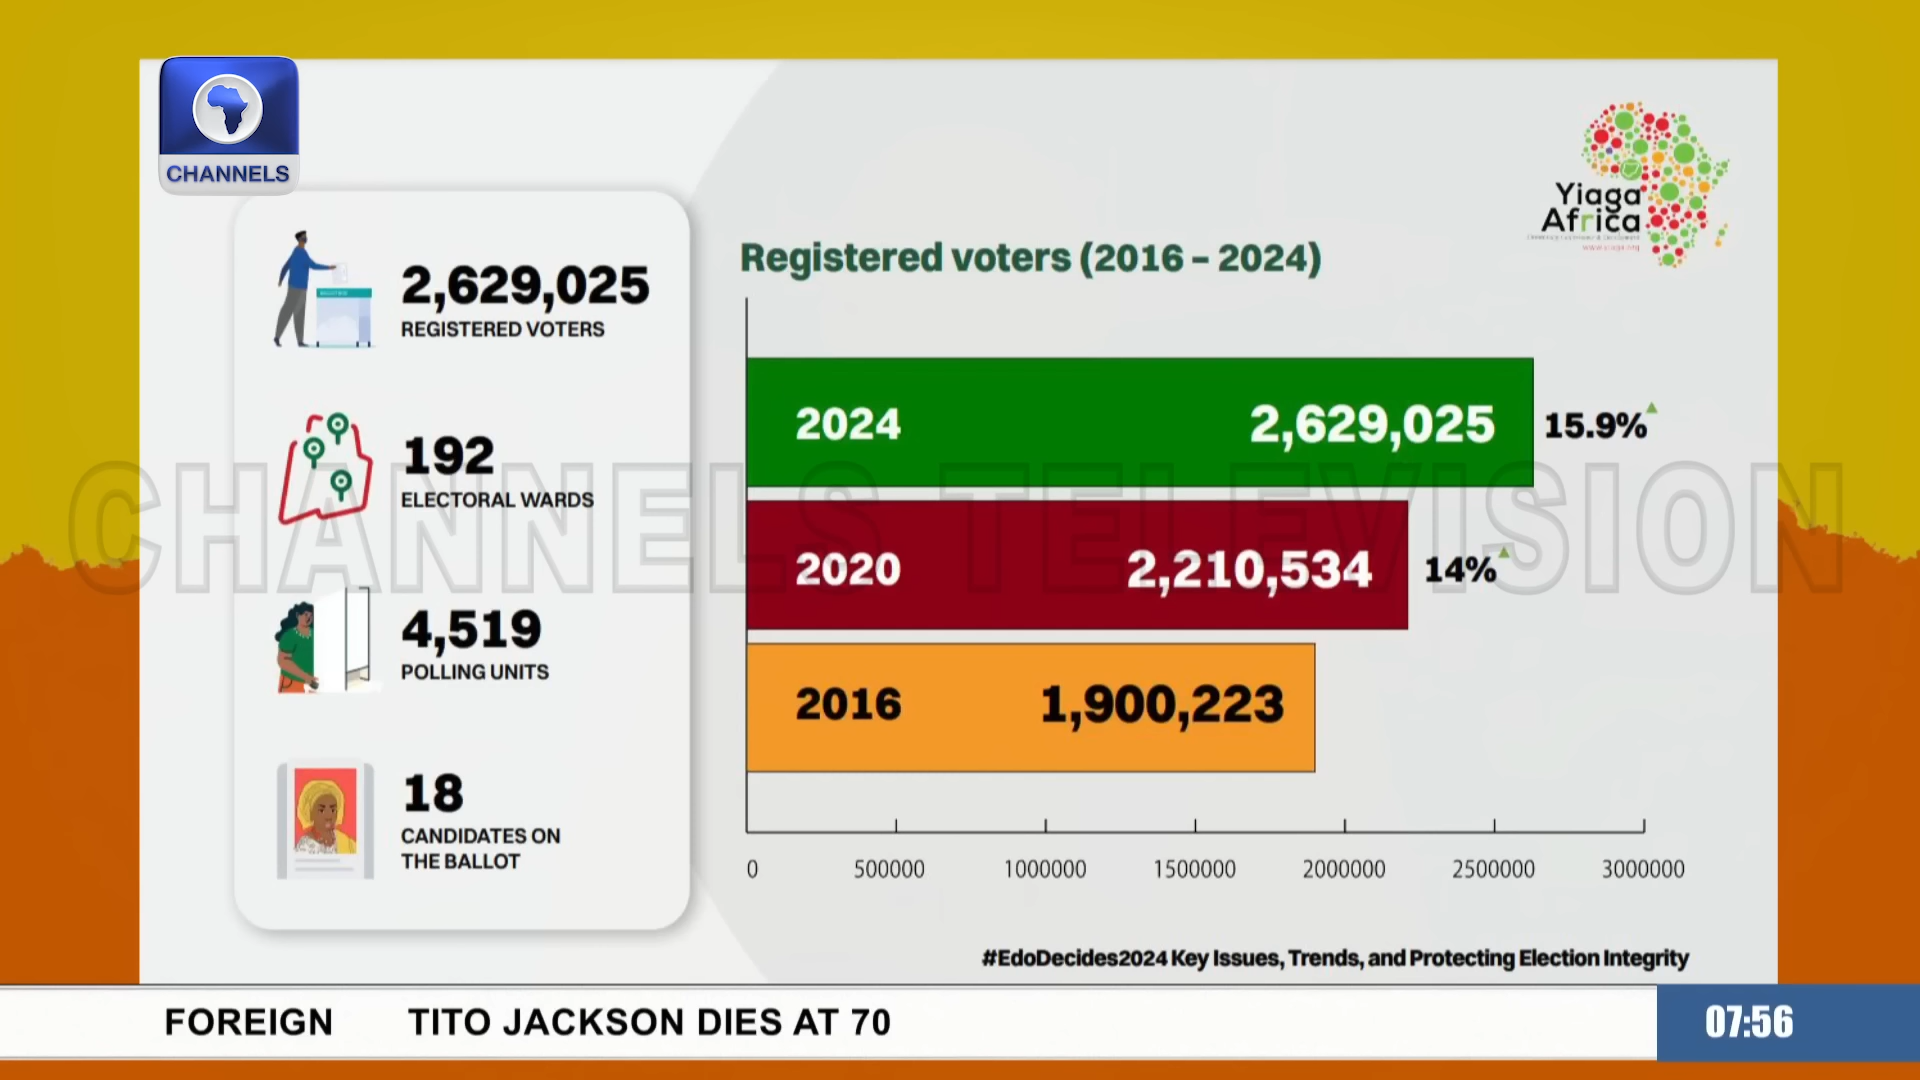 CHANNELS
Yiaga
Africa
2,629,025
REGISTERED VOTERS
192
ELECTORAL WARDS
4,519
POLLING UNITS
18
CANDIDATES ON
THE BALLOT
Registered voters (2016 – 2024)
2024 2,629,025 15.9%
2020 2,210,534 14%
2016 1,900,223
0 500000 1000000 1500000 2000000 2500000 3000000
CHANNELS TELEVISION
#EdoDecides2024 Key Issues, Trends, and Protecting Election Integrity
FOREIGN TITO JACKSON DIES AT 70
07:56